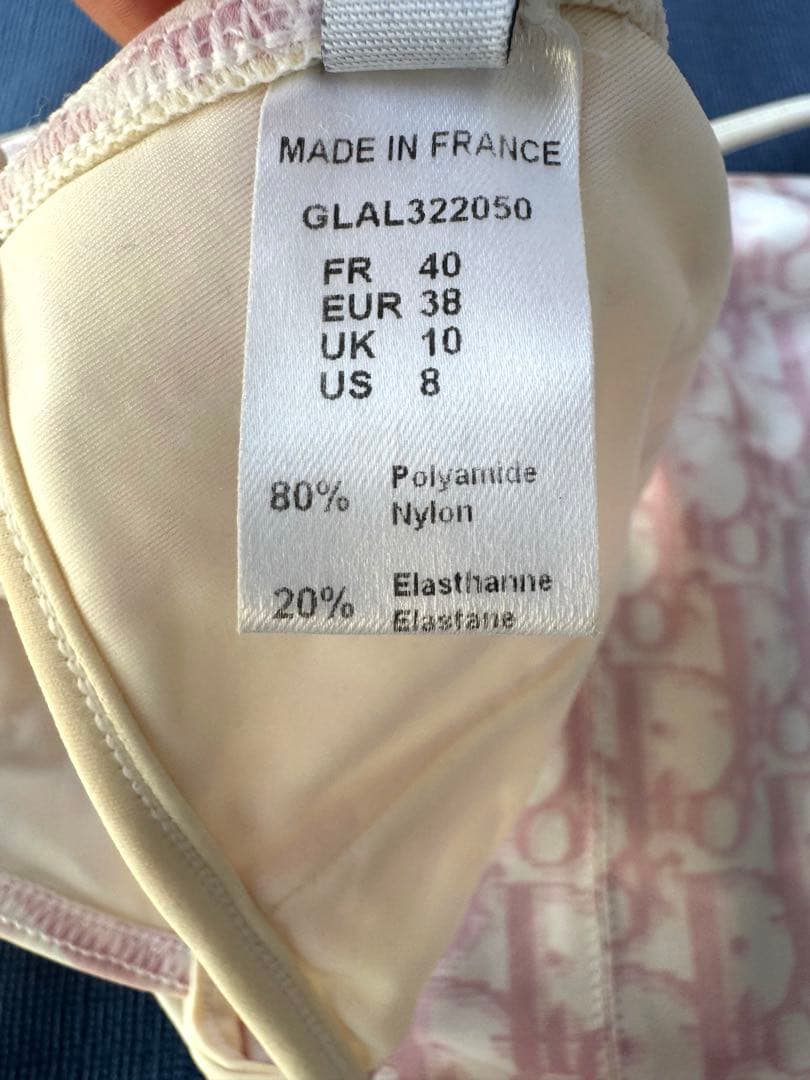 MADE IN FRANCE
GLAL322050
FR 40
EUR 38
UK 10
US 8
80% Polyamide
Nylon
20% Elasthanne
Elastane